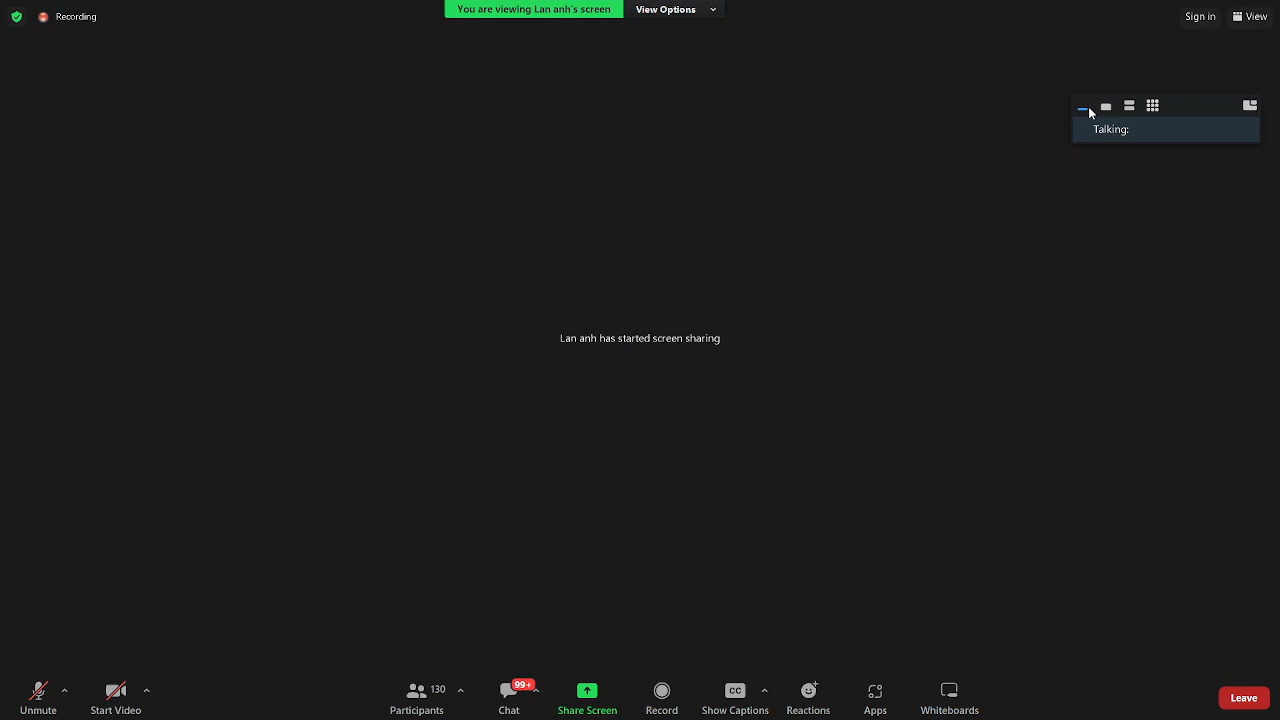 Recording
You are viewing Lan anh's screen
View Options
Sign in
View
Talking:
Lan anh has started screen sharing
Unmute
Start Video
130
Participants
99+
Chat
Share Screen
Record
CC
Show Captions
Reactions
Apps
Whiteboards
Leave